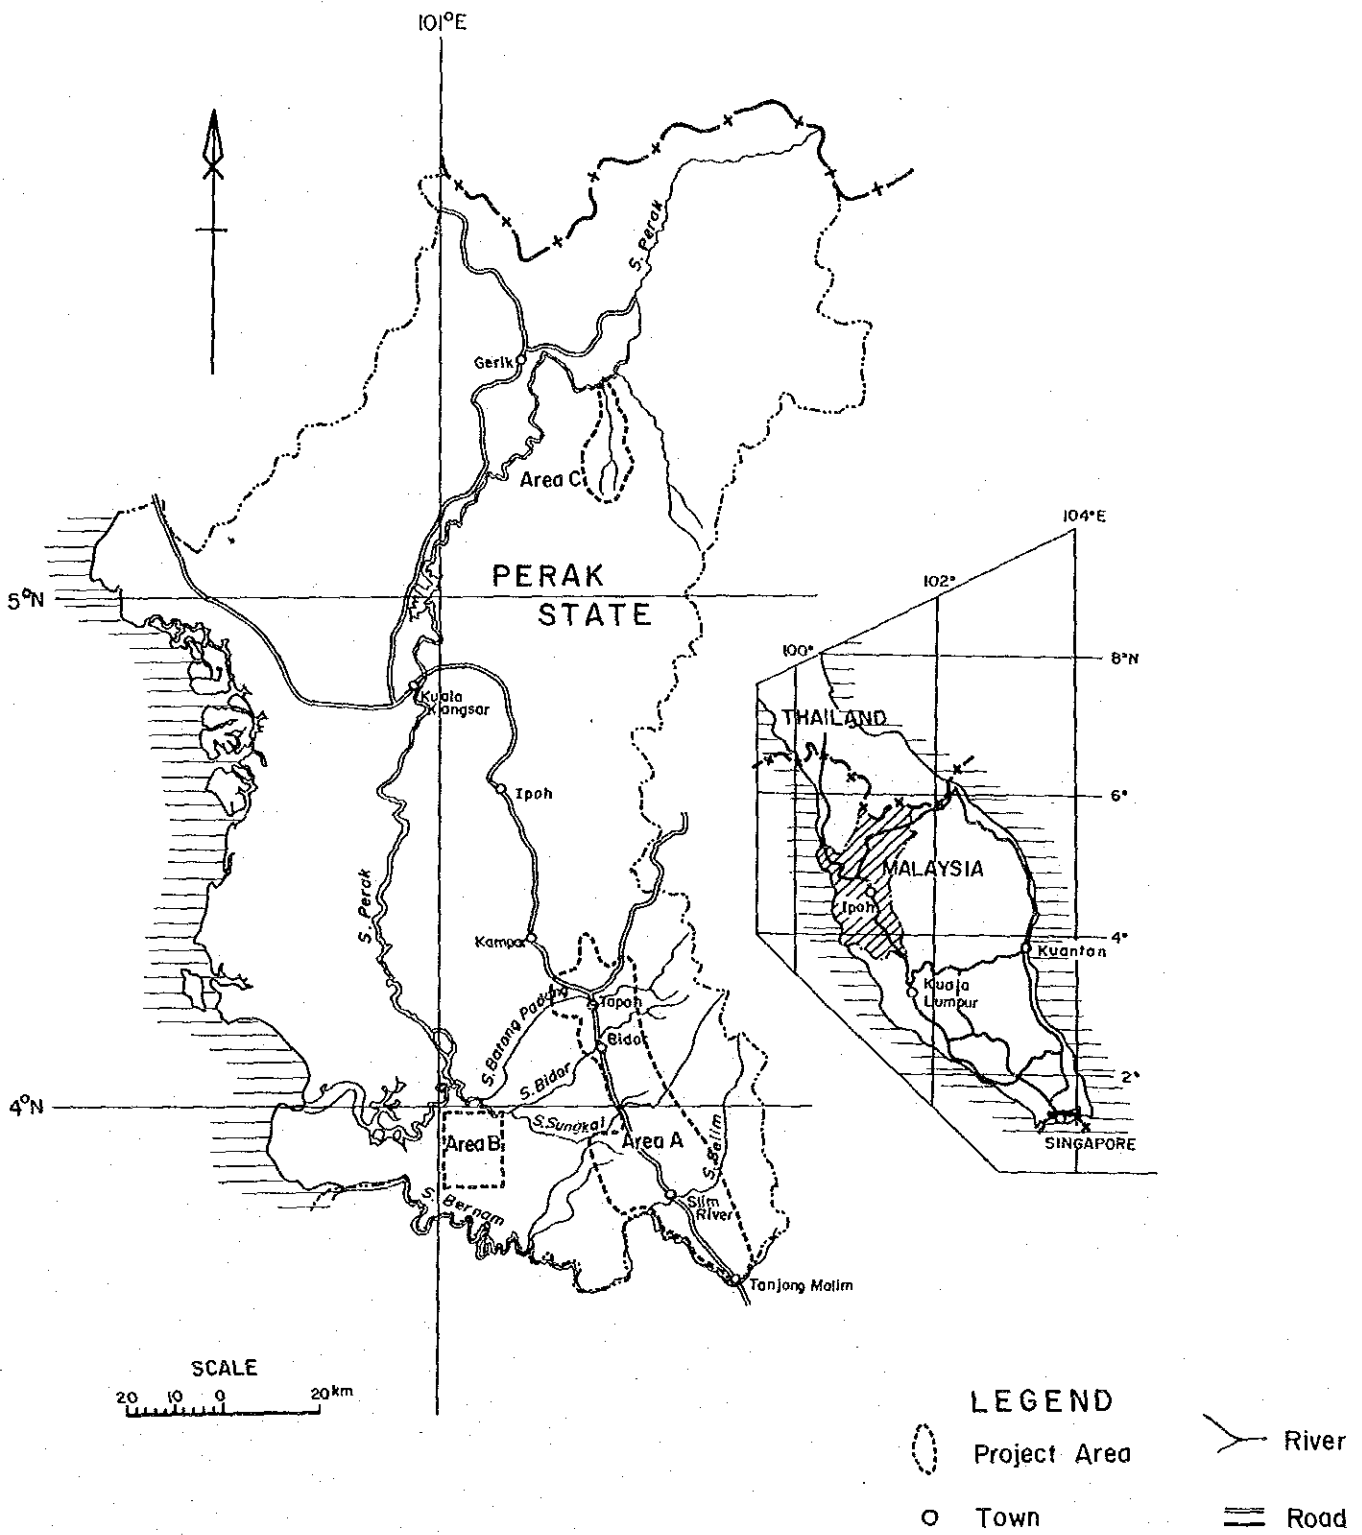 101°E
S. Perak
Gerik
Area C
104°E
PERAK
STATE
5°N
102°
100°
8°N
Kuala
Kangsar
THAILAND
6°
Ipoh
MALAYSIA
Ipoh
S. Perak
Kampar
4°
Kuantan
Kuala
Lumpur
Tapah
S. Batang Padang
Bidor
S. Bidor
2°
4°N
S. Sungkai
Area B
Area A
S. Selim
SINGAPORE
S. Bernam
Slim
River
Tanjong Malim
SCALE
20 10 0 20km
LEGEND
Project Area
River
Town
Road